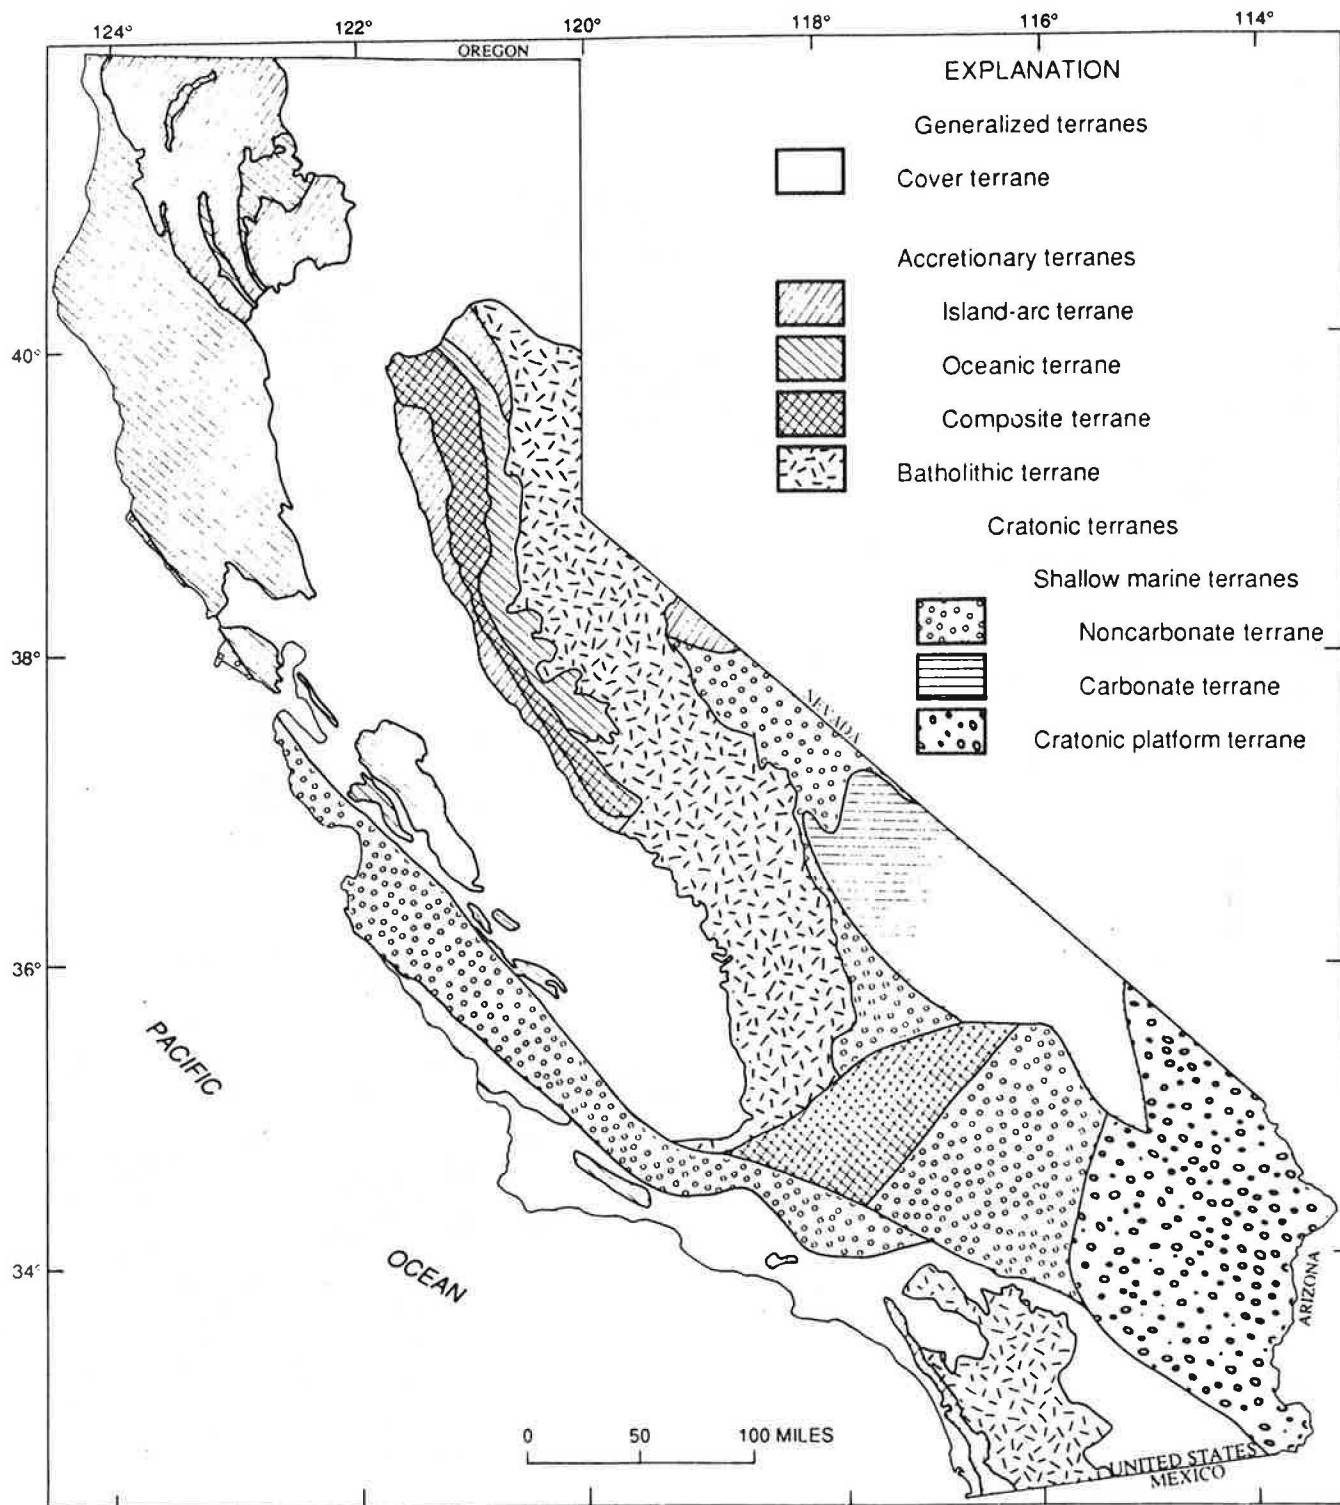 124°
122°
120°
118°
116°
114°
OREGON
EXPLANATION
Generalized terranes
Cover terrane
Accretionary terranes
Island-arc terrane
Oceanic terrane
Composite terrane
Batholithic terrane
Cratonic terranes
Shallow marine terranes
Noncarbonate terrane
Carbonate terrane
Cratonic platform terrane
40°
38°
36°
34°
NEVADA
PACIFIC
OCEAN
ARIZONA
0 50 100 MILES
UNITED STATES
MEXICO